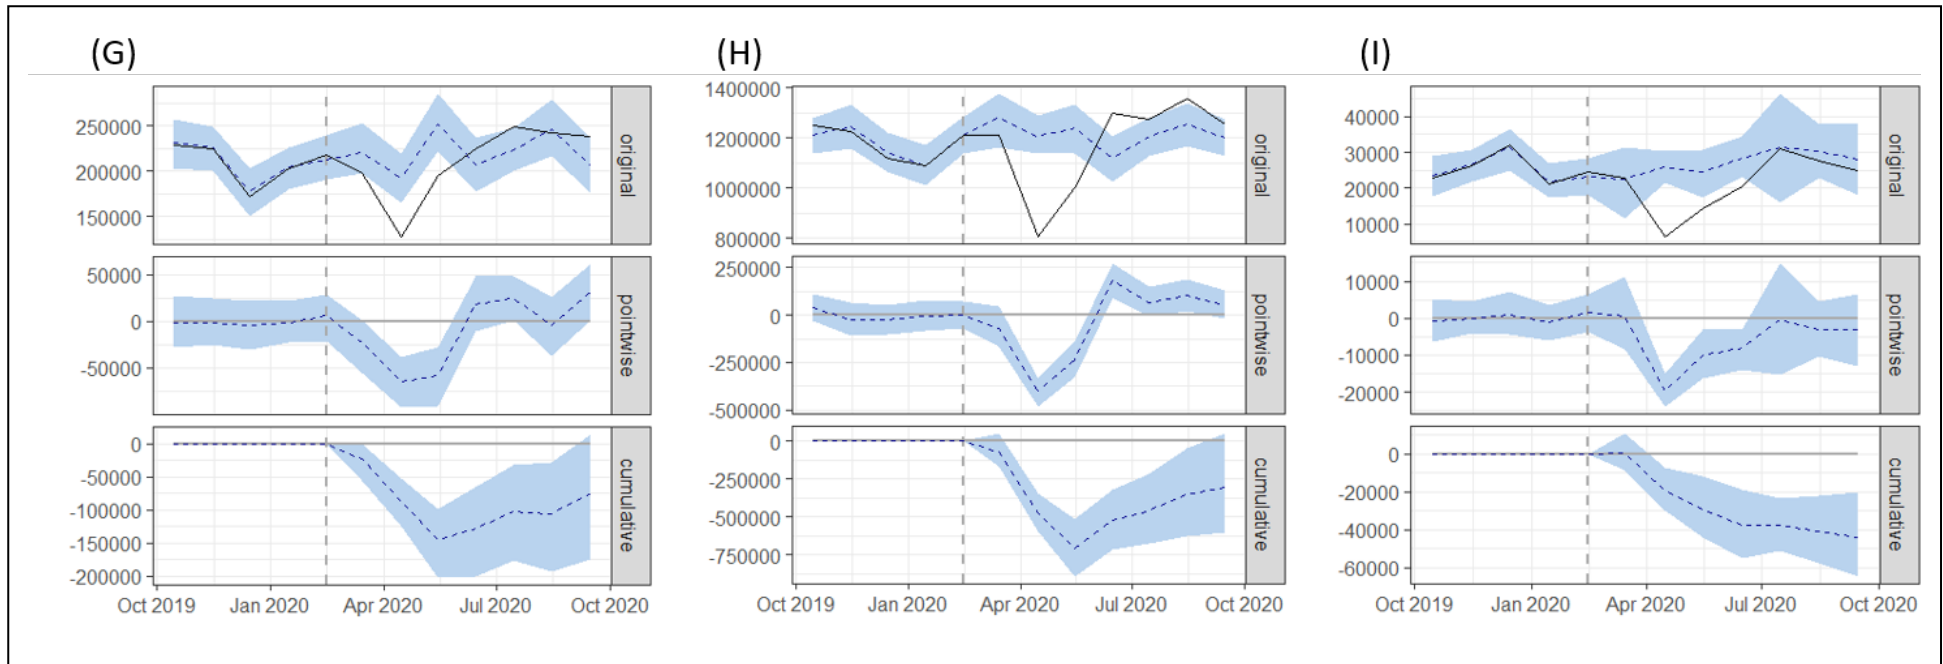 (G) (H) (I)
250000
200000
150000
original
50000
0
-50000
pointwise
0
-50000
-100000
-150000
-200000
cumulative
Oct 2019 Jan 2020 Apr 2020 Jul 2020 Oct 2020
1400000
1200000
1000000
800000
original
250000
0
-250000
-500000
pointwise
0
-250000
-500000
-750000
cumulative
Oct 2019 Jan 2020 Apr 2020 Jul 2020 Oct 2020
40000
30000
20000
10000
original
10000
0
-10000
-20000
pointwise
0
-20000
-40000
-60000
cumulative
Oct 2019 Jan 2020 Apr 2020 Jul 2020 Oct 2020